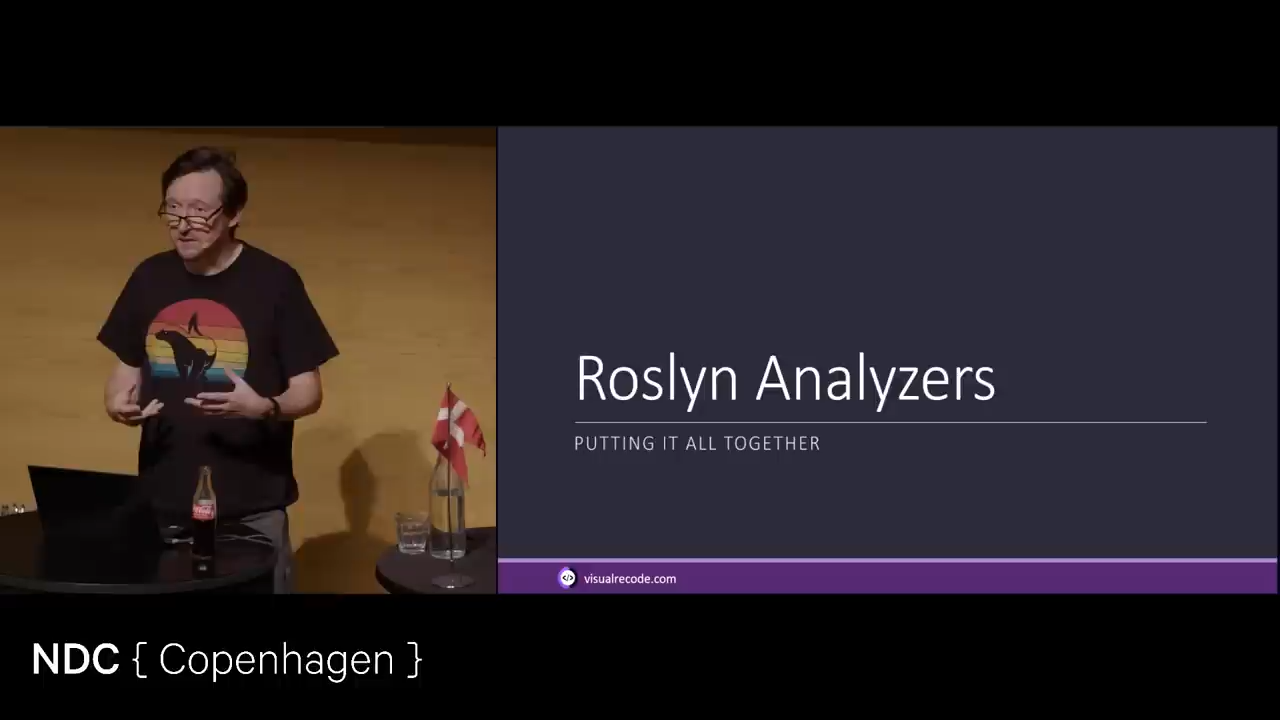 Roslyn Analyzers
PUTTING IT ALL TOGETHER
</> visualrecode.com
NDC { Copenhagen }